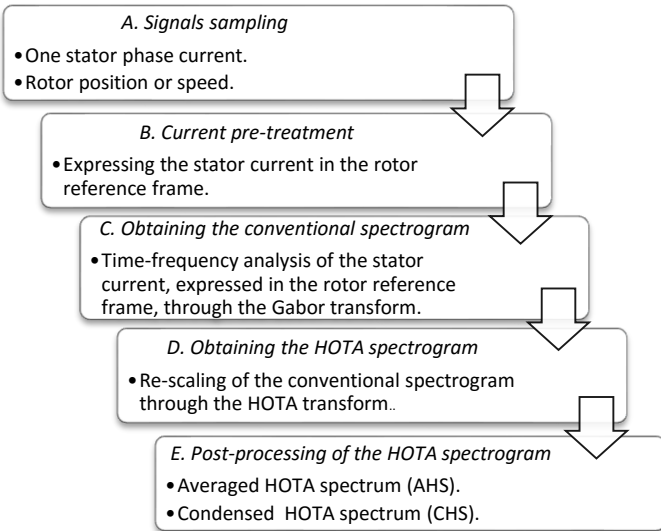 A. Signals sampling
•One stator phase current.
•Rotor position or speed.
B. Current pre-treatment
•Expressing the stator current in the rotor
reference frame.
C. Obtaining the conventional spectrogram
•Time-frequency analysis of the stator
current, expressed in the rotor reference
frame, through the Gabor transform.
D. Obtaining the HOTA spectrogram
•Re-scaling of the conventional spectrogram
through the HOTA transform..
E. Post-processing of the HOTA spectrogram
•Averaged HOTA spectrum (AHS).
•Condensed HOTA spectrum (CHS).